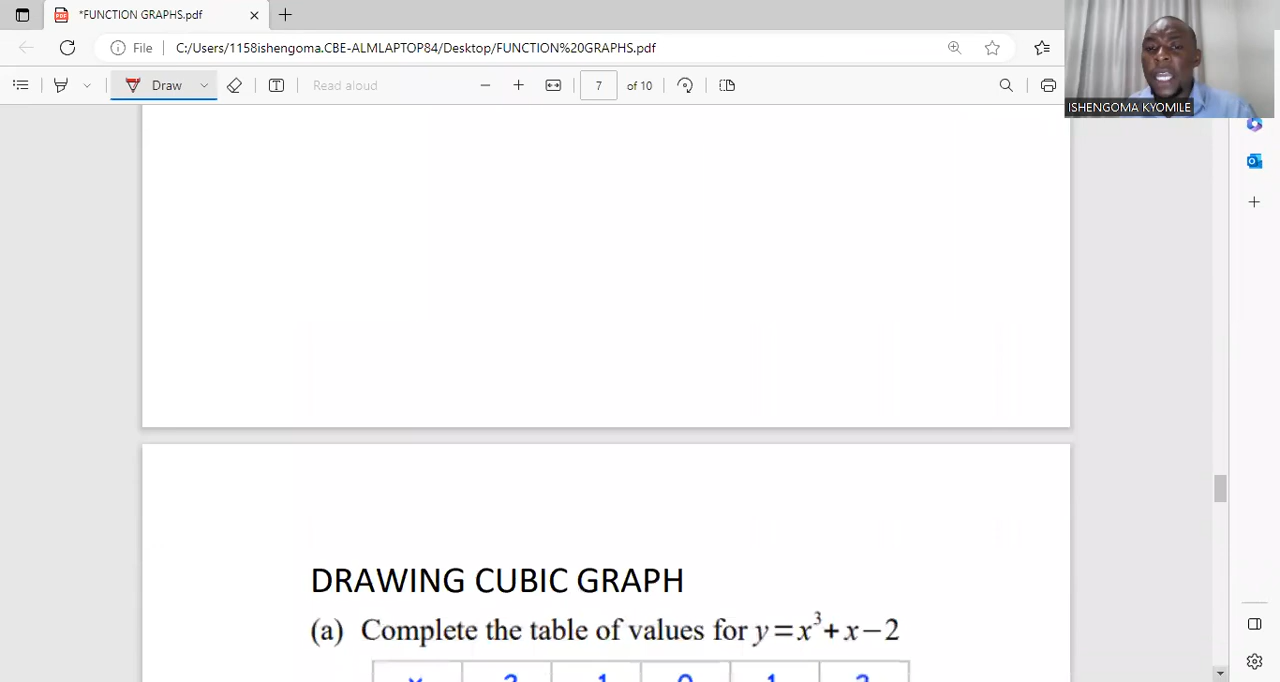 *FUNCTION GRAPHS.pdf
File
C:/Users/1158ishengoma.CBE-ALMLAPTOP84/Desktop/FUNCTION%20GRAPHS.pdf
Draw
Read aloud
7 of 10
ISHENGOMA KYOMILE
DRAWING CUBIC GRAPH
(a) Complete the table of values for y=x³+x−2